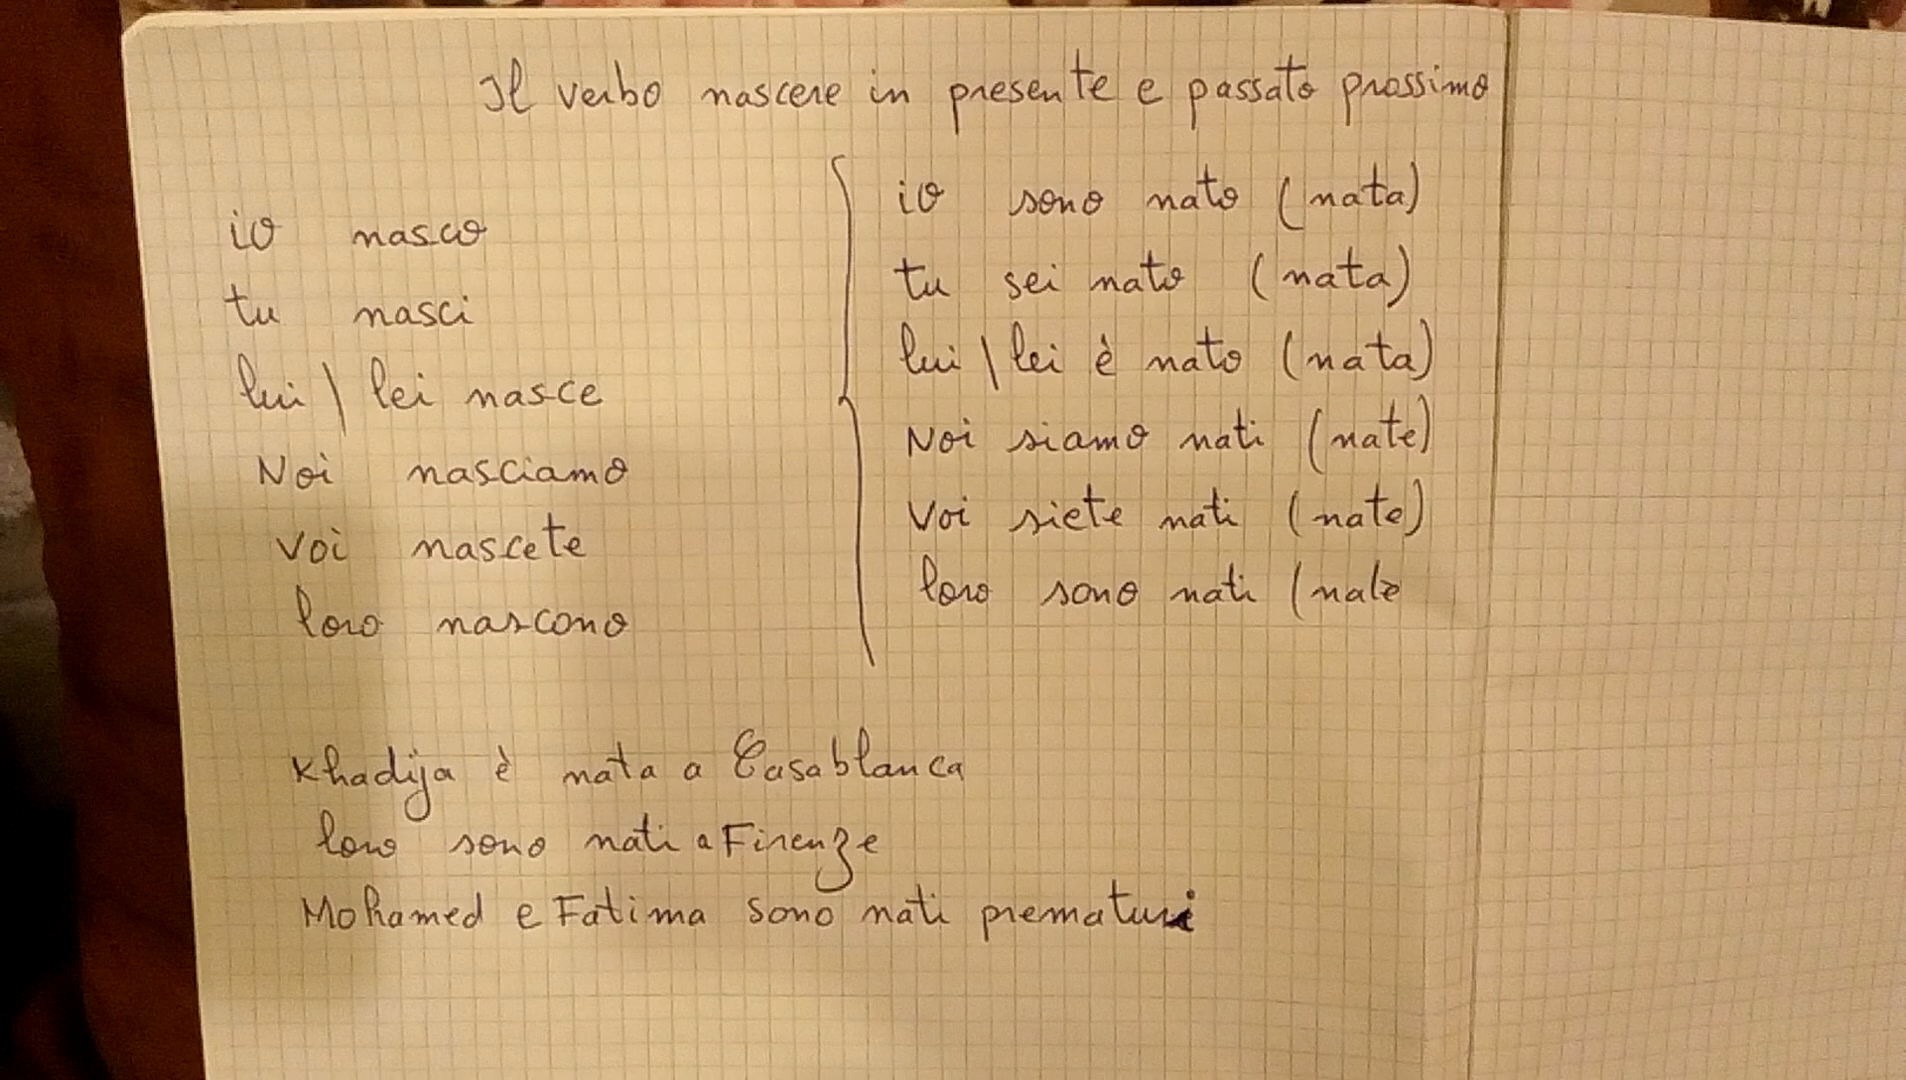 Il verbo nascere in presente e passato prossimo
io nasco
tu nasci
lui / lei nasce
Noi nasciamo
Voi nascete
loro nascono
io sono nato (nata)
tu sei nato (nata)
lui / lei è nato (nata)
Noi siamo nati (nate)
Voi siete nati (nate)
loro sono nati (nate
Khadija è nata a Casablanca
loro sono nati a Firenze
Mohamed e Fatima sono nati prematuri